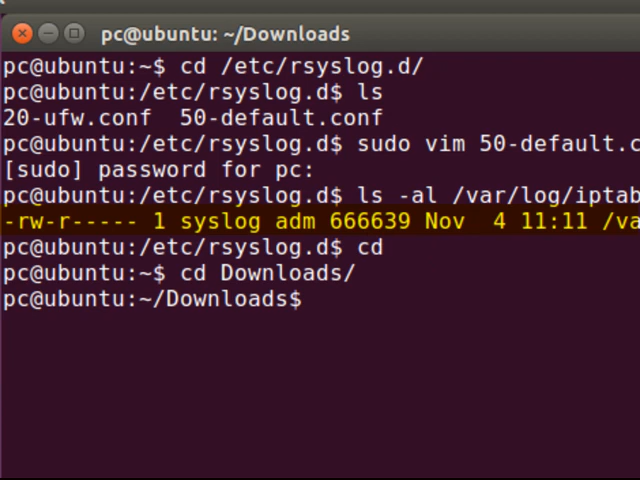 pc@ubuntu: ~/Downloads
pc@ubuntu:~$ cd /etc/rsyslog.d/
pc@ubuntu:/etc/rsyslog.d$ ls
20-ufw.conf  50-default.conf
pc@ubuntu:/etc/rsyslog.d$ sudo vim 50-default.c
[sudo] password for pc:
pc@ubuntu:/etc/rsyslog.d$ ls -al /var/log/iptab
-rw-r----- 1 syslog adm 666639 Nov  4 11:11 /va
pc@ubuntu:/etc/rsyslog.d$ cd
pc@ubuntu:~$ cd Downloads/
pc@ubuntu:~/Downloads$